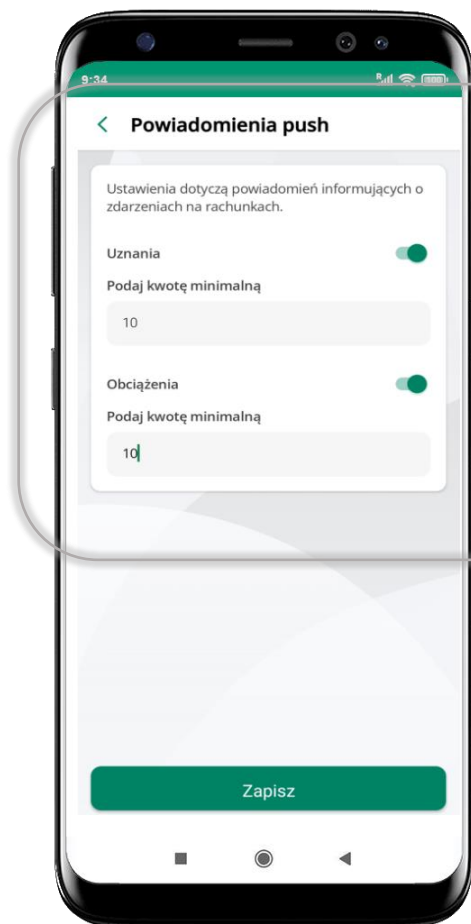 9:34
R
Powiadomienia push
Ustawienia dotyczą powiadomień informujących o
zdarzeniach na rachunkach.
Uznania
Podaj kwotę minimalną
10
Obciążenia
Podaj kwotę minimalną
10
Zapisz